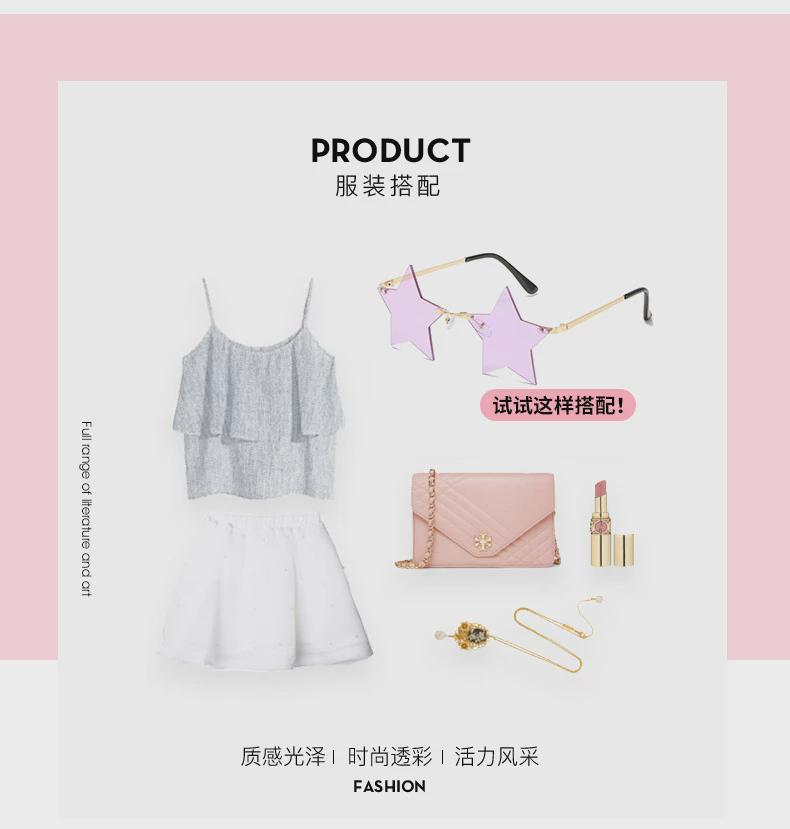 PRODUCT
服装搭配
试试这样搭配!
Full range of literature and art
质感光泽 | 时尚透彩 | 活力风采
FASHION